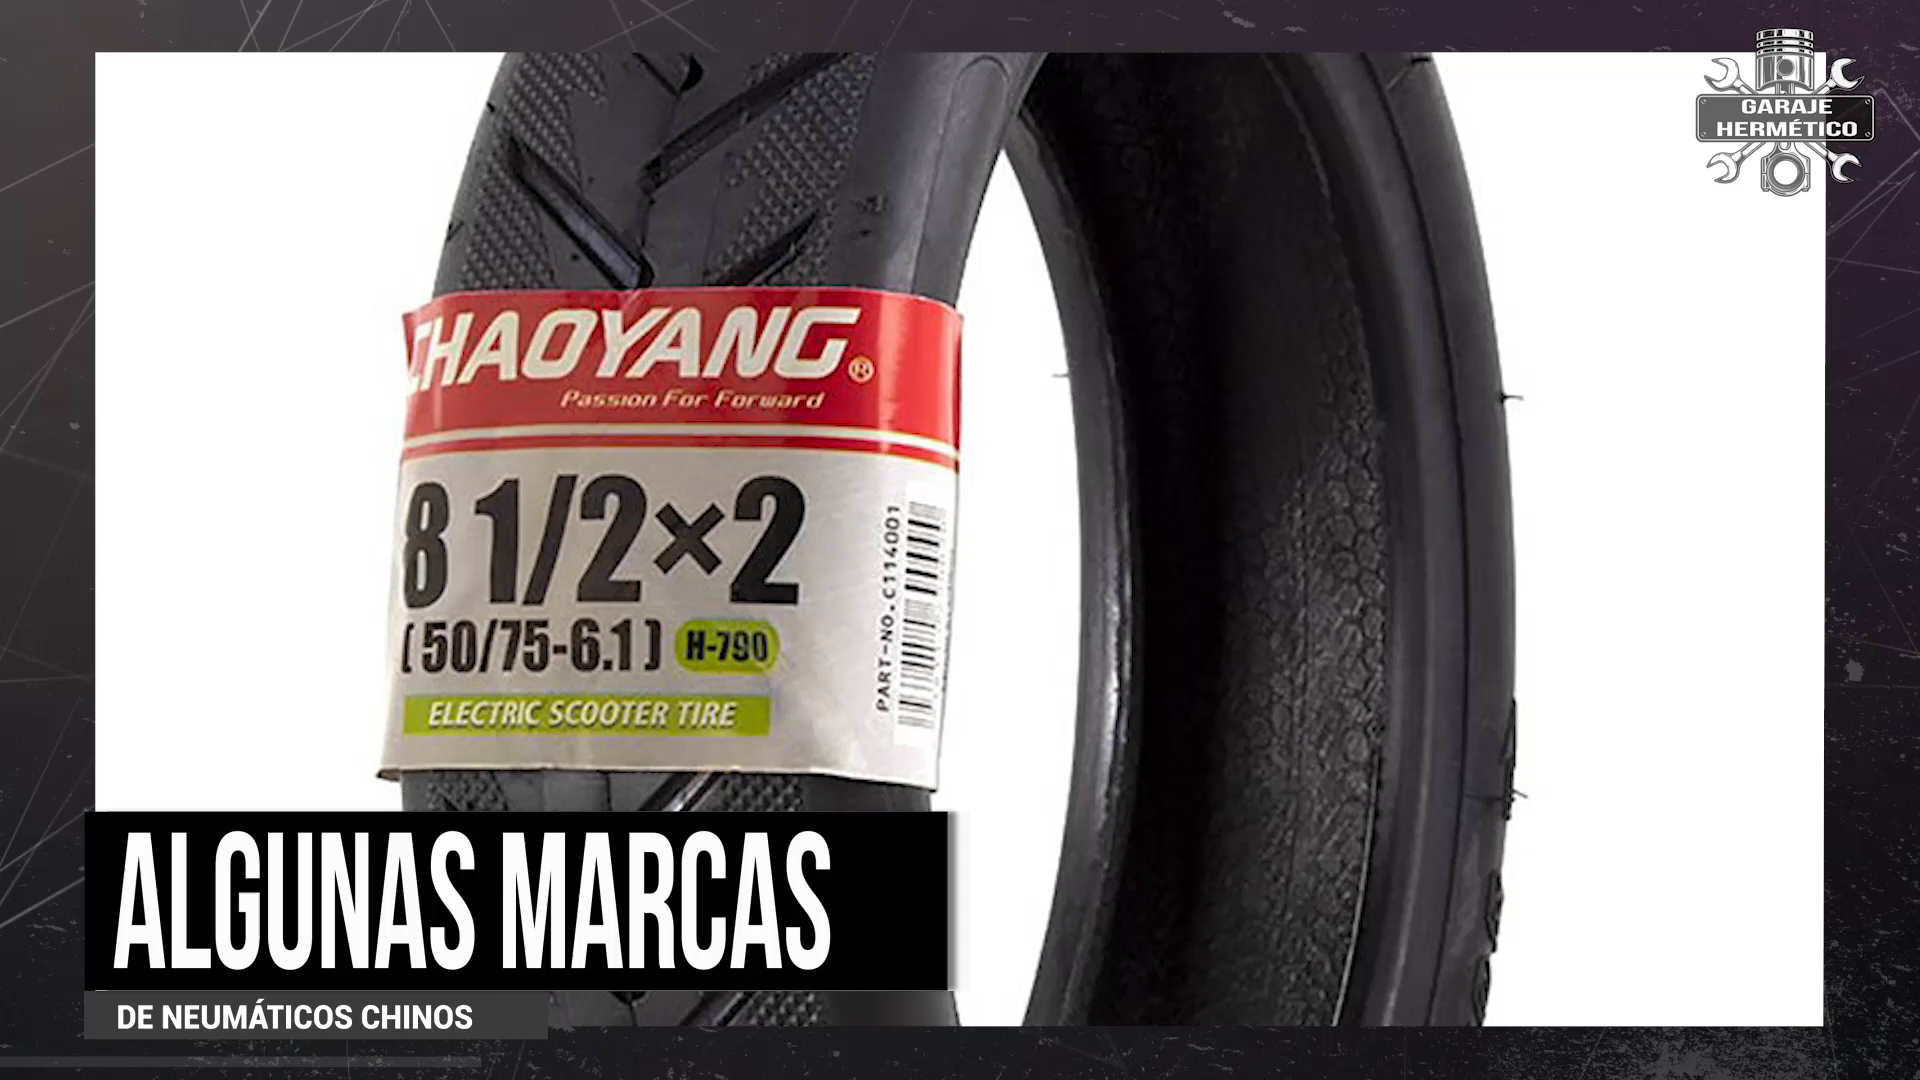 GARAJE
HERMÉTICO
CHAOYANG®
Passion For Forward
8 1/2×2
(50/75-6.1) H-790
ELECTRIC SCOOTER TIRE
PART-NO.C114001
ALGUNAS MARCAS
DE NEUMÁTICOS CHINOS